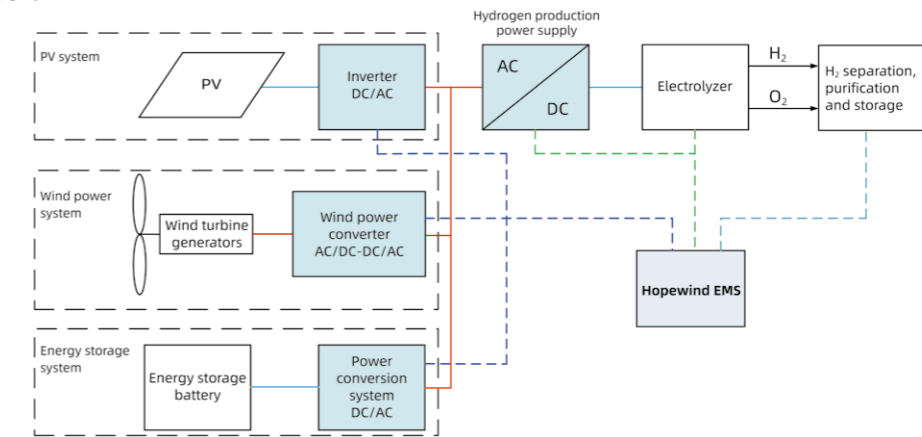 Hydrogen production
power supply
PV system
PV
Inverter
DC/AC
AC
DC
Electrolyzer
H₂
O₂
H₂ separation,
purification
and storage
Wind power
system
Wind turbine
generators
Wind power
converter
AC/DC-DC/AC
Hopewind EMS
Energy storage
system
Energy storage
battery
Power
conversion
system
DC/AC